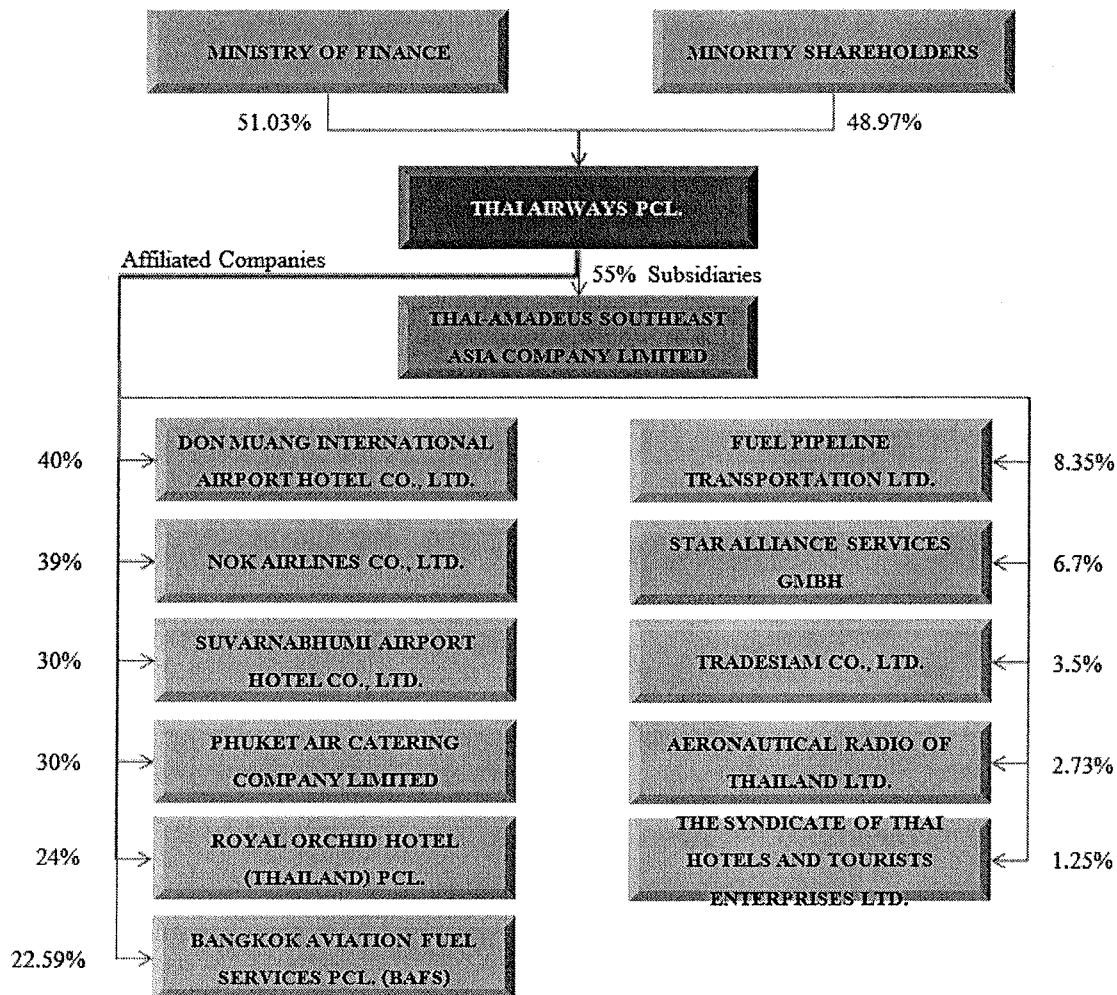 MINISTRY OF FINANCE
MINORITY SHAREHOLDERS
51.03%
48.97%
THAI AIRWAYS PCL.
Affiliated Companies
55% Subsidiaries
THAI-AMADEUS SOUTHEAST
ASIA COMPANY LIMITED
40%
DON MUANG INTERNATIONAL
AIRPORT HOTEL CO., LTD.
FUEL PIPELINE
TRANSPORTATION LTD.
8.35%
39%
NOK AIRLINES CO., LTD.
STAR ALLIANCE SERVICES
GMBH
6.7%
30%
SUVARNABHUMI AIRPORT
HOTEL CO., LTD.
TRADESIAM CO., LTD.
3.5%
30%
PHUKET AIR CATERING
COMPANY LIMITED
AERONAUTICAL RADIO OF
THAILAND LTD.
2.73%
24%
ROYAL ORCHID HOTEL
(THAILAND) PCL.
THE SYNDICATE OF THAI
HOTELS AND TOURISTS
ENTERPRISES LTD.
1.25%
22.59%
BANGKOK AVIATION FUEL
SERVICES PCL. (BAFS)